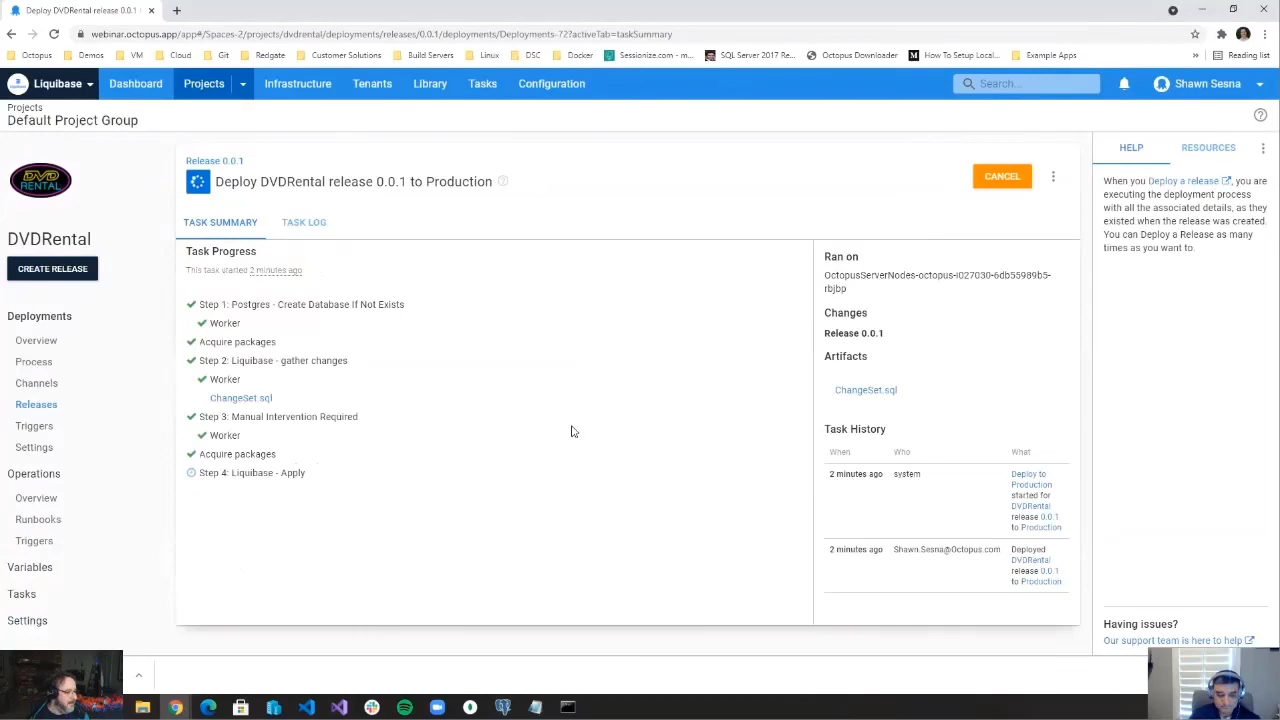 Deploy DVDRental release 0.0.1 t
webinar.octopus.app/app#/Spaces-2/projects/dvdrental/deployments/releases/0.0.1/deployments/Deployments-72?activeTab=taskSummary
Octopus
Demos
VM
Cloud
Git
Redgate
Customer Solutions
Build Servers
Linux
DSC
Docker
Sessionize.com - m...
SQL Server 2017 Re...
Octopus Downloader
How To Setup Local...
Example Apps
Reading list
Liquibase
Dashboard
Projects
Infrastructure
Tenants
Library
Tasks
Configuration
Search...
Shawn Sesna
Projects
Default Project Group
DVD
RENTAL
DVDRental
CREATE RELEASE
Deployments
Overview
Process
Channels
Releases
Triggers
Settings
Operations
Overview
Runbooks
Triggers
Variables
Tasks
Settings
Release 0.0.1
Deploy DVDRental release 0.0.1 to Production
CANCEL
TASK SUMMARY
TASK LOG
Task Progress
This task started 2 minutes ago
Step 1: Postgres - Create Database If Not Exists
Worker
Acquire packages
Step 2: Liquibase - gather changes
Worker
ChangeSet.sql
Step 3: Manual Intervention Required
Worker
Acquire packages
Step 4: Liquibase - Apply
Ran on
OctopusServerNodes-octopus-i027030-6db55989b5-
rbjbp
Changes
Release 0.0.1
Artifacts
ChangeSet.sql
Task History
When Who What
2 minutes ago system Deploy to
Production
started for
DVDRental
release 0.0.1
to Production
2 minutes ago Shawn.Sesna@Octopus.com Deployed
DVDRental
release 0.0.1
to Production
HELP
RESOURCES
When you Deploy a release, you are
executing the deployment process
with all the associated details, as they
existed when the release was created.
You can Deploy a Release as many
times as you want to.
Having issues?
Our support team is here to help